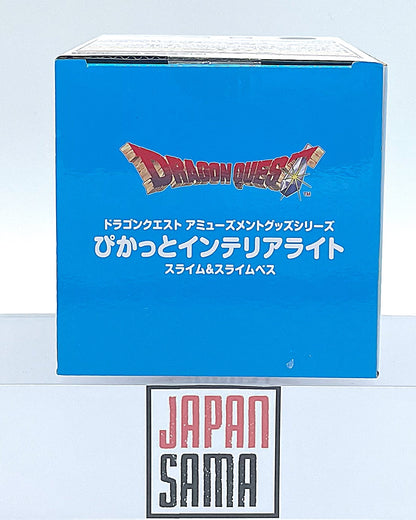 DRAGON QUEST
TM
ドラゴンクエスト アミューズメントグッズシリーズ
ぴかっとインテリアライト
スライム&スライムベス
JAPAN
SAMA